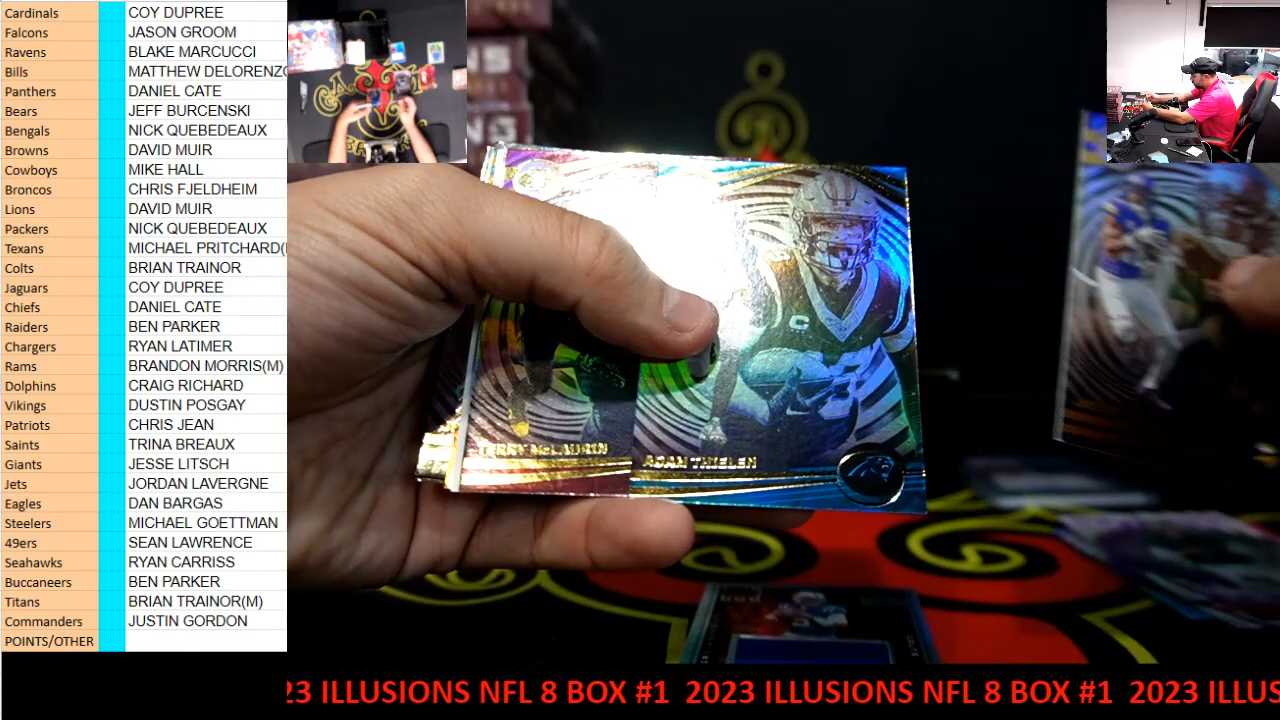 Cardinals COY DUPREE
Falcons JASON GROOM
Ravens BLAKE MARCUCCI
Bills MATTHEW DELORENZO
Panthers DANIEL CATE
Bears JEFF BURCENSKI
Bengals NICK QUEBEDEAUX
Browns DAVID MUIR
Cowboys MIKE HALL
Broncos CHRIS FJELDHEIM
Lions DAVID MUIR
Packers NICK QUEBEDEAUX
Texans MICHAEL PRITCHARD(
Colts BRIAN TRAINOR
Jaguars COY DUPREE
Chiefs DANIEL CATE
Raiders BEN PARKER
Chargers RYAN LATIMER
Rams BRANDON MORRIS(M)
Dolphins CRAIG RICHARD
Vikings DUSTIN POSGAY
Patriots CHRIS JEAN
Saints TRINA BREAUX
Giants JESSE LITSCH
Jets JORDAN LAVERGNE
Eagles DAN BARGAS
Steelers MICHAEL GOETTMAN
49ers SEAN LAWRENCE
Seahawks RYAN CARRISS
Buccaneers BEN PARKER
Titans BRIAN TRAINOR(M)
Commanders JUSTIN GORDON
POINTS/OTHER
TERRY McLAURIN
ADAM THIELEN
C
23 ILLUSIONS NFL 8 BOX #1 2023 ILLUSIONS NFL 8 BOX #1 2023 ILLUS